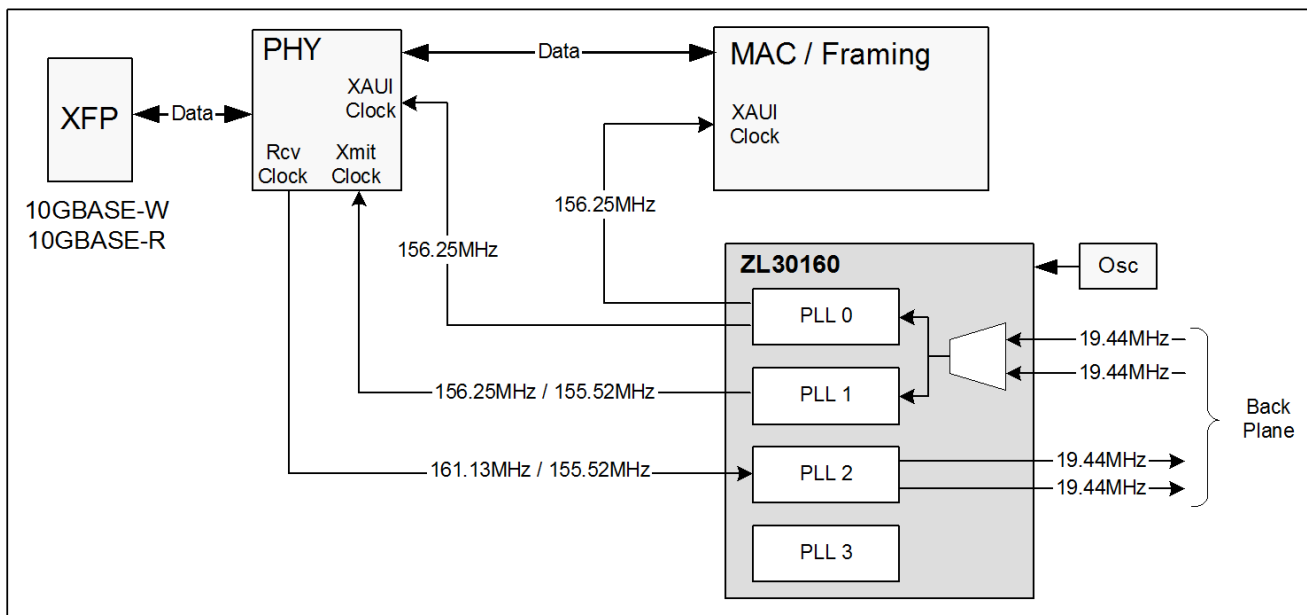 PHY
Data
MAC / Framing
XAUI
Clock
XFP
Data
XAUI
Clock
Rcv
Clock
Xmit
Clock
10GBASE-W
10GBASE-R
156.25MHz
156.25MHz
ZL30160
Osc
PLL 0
19.44MHz
19.44MHz
156.25MHz / 155.52MHz
PLL 1
Back
Plane
161.13MHz / 155.52MHz
PLL 2
19.44MHz
19.44MHz
PLL 3